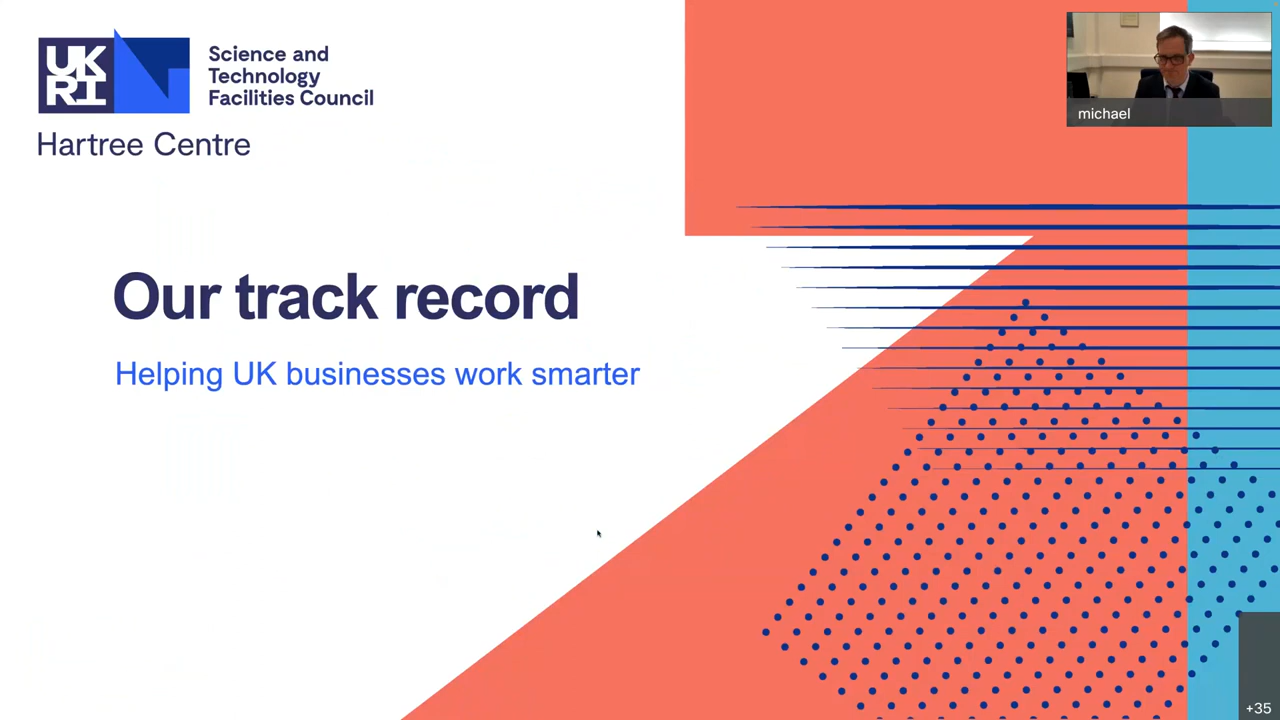 UK
RI
Science and
Technology
Facilities Council
Hartree Centre
michael
Our track record
Helping UK businesses work smarter
+35